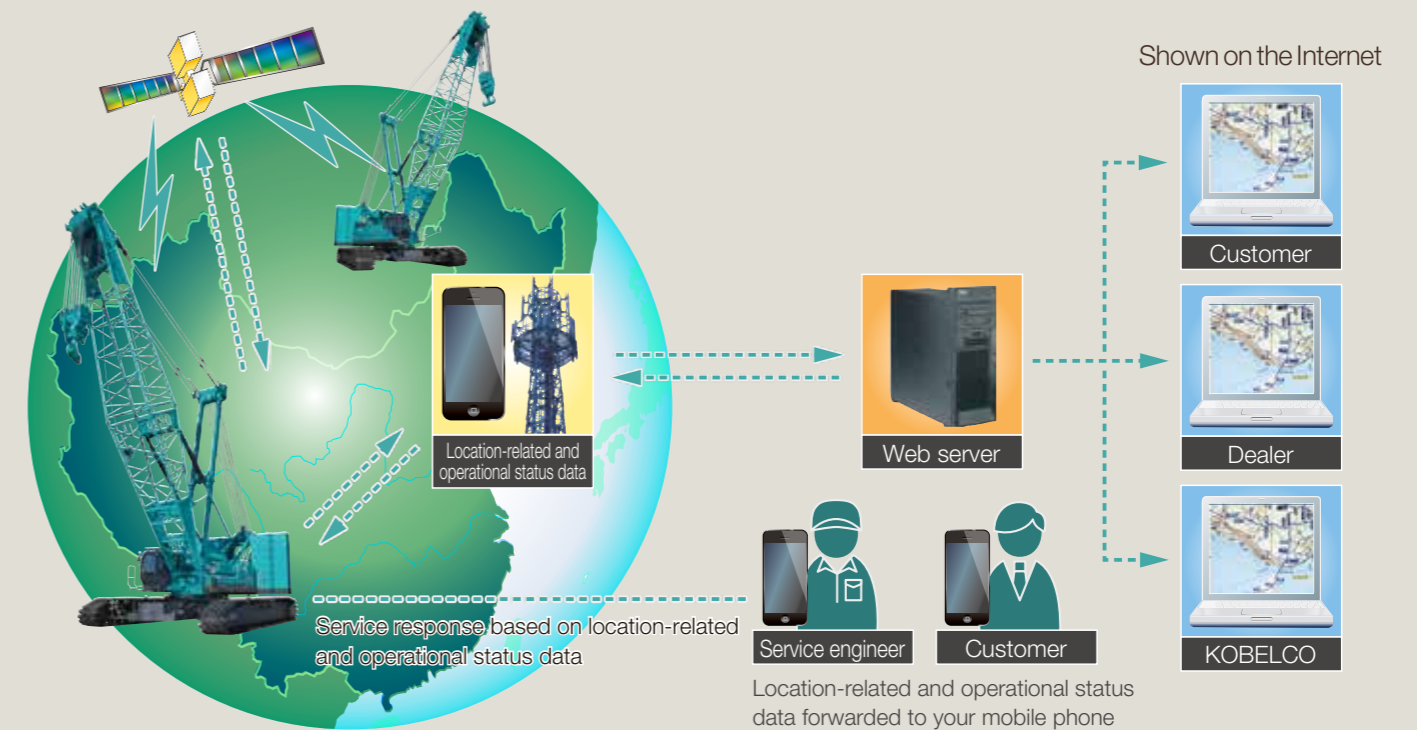 Shown on the Internet
Customer
Location-related and
operational status data
Web server
Dealer
Service response based on location-related
and operational status data
Service engineer
Customer
KOBELCO
Location-related and operational status
data forwarded to your mobile phone